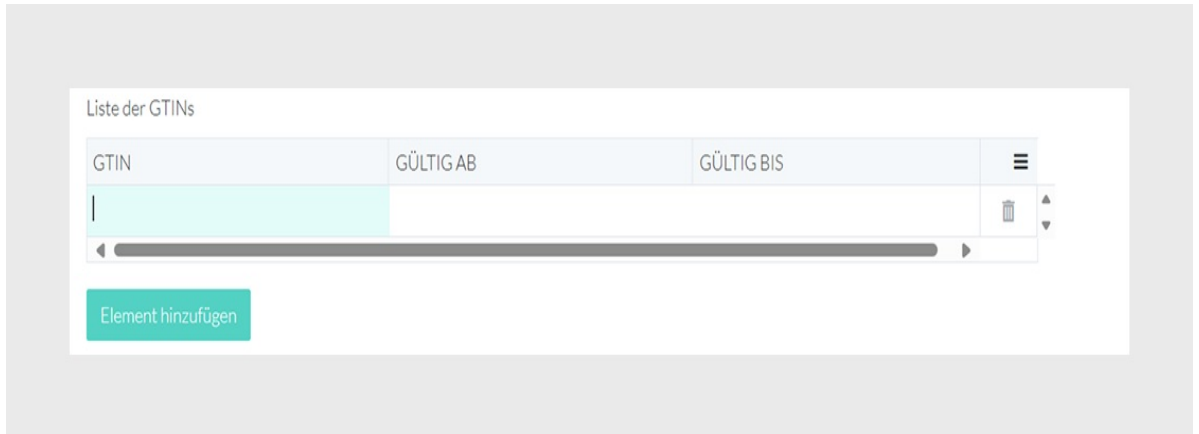 Liste der GTINs
GTIN GÜLTIG AB GÜLTIG BIS
Element hinzufügen